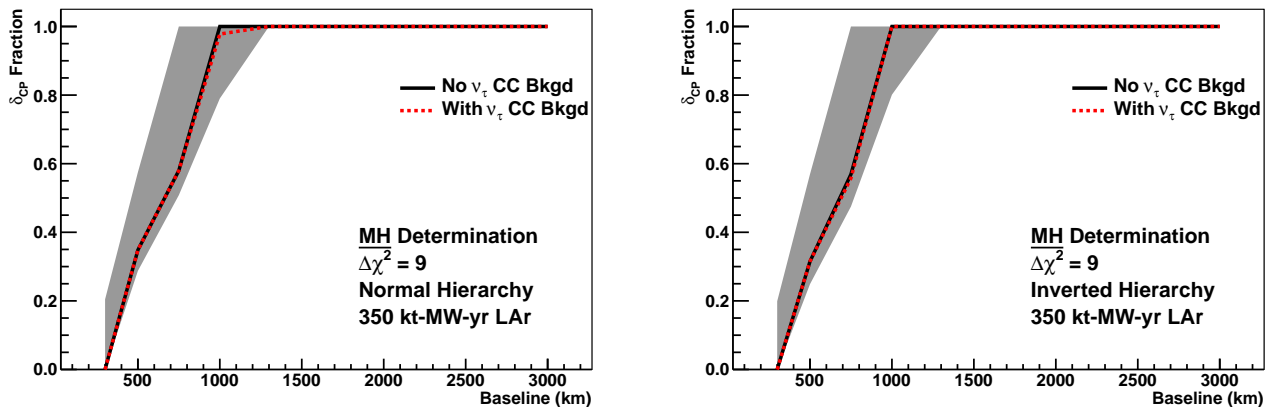 δCP Fraction
1.0
0.8
0.6
0.4
0.2
0.0
No ντ CC Bkgd
With ντ CC Bkgd
MH Determination
Δχ² = 9
Normal Hierarchy
350 kt-MW-yr LAr
500 1000 1500 2000 2500 3000
Baseline (km)
δCP Fraction
1.0
0.8
0.6
0.4
0.2
0.0
No ντ CC Bkgd
With ντ CC Bkgd
MH Determination
Δχ² = 9
Inverted Hierarchy
350 kt-MW-yr LAr
500 1000 1500 2000 2500 3000
Baseline (km)